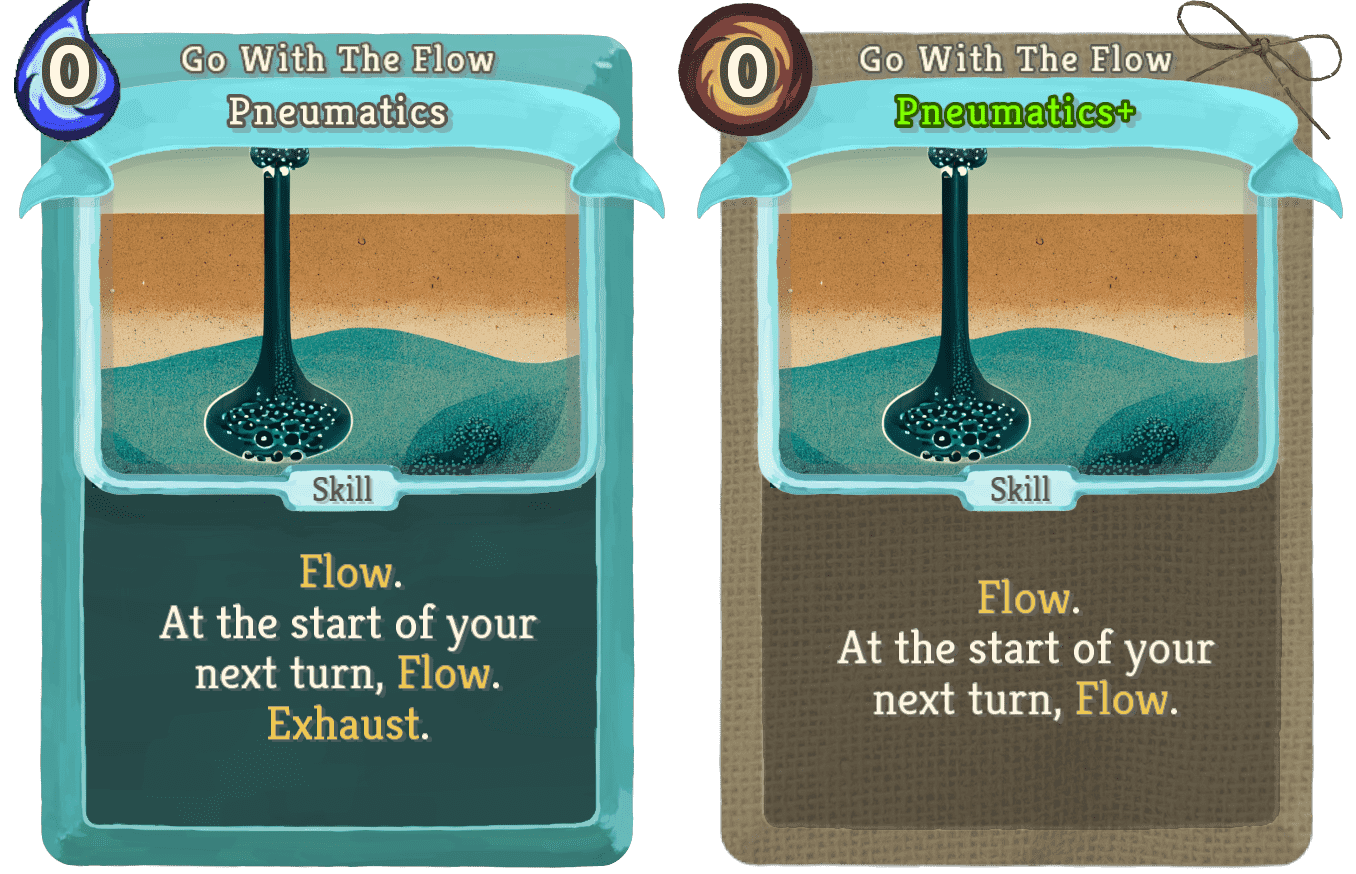 0
Go With The Flow
Pneumatics
Skill
Flow.
At the start of your
next turn, Flow.
Exhaust.
0
Go With The Flow
Pneumatics+
Skill
Flow.
At the start of your
next turn, Flow.